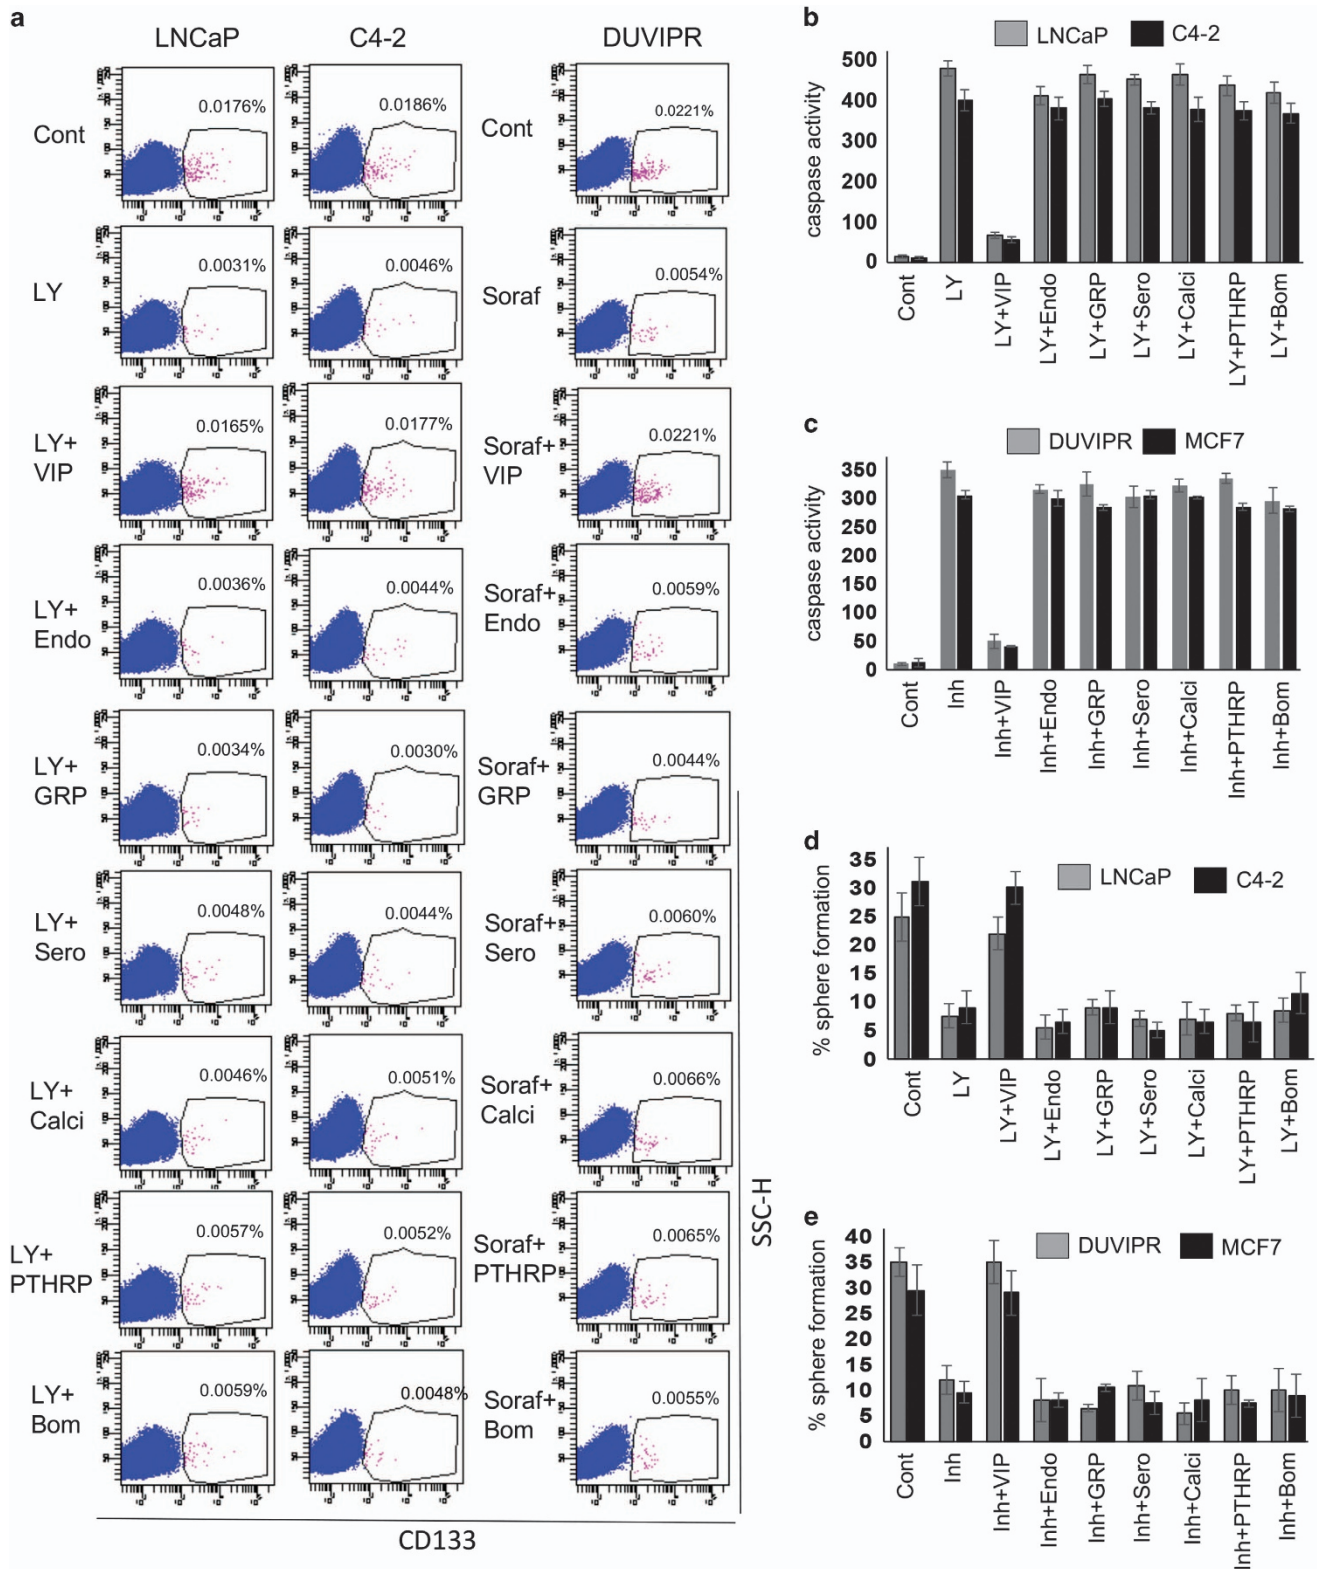 a
LNCaP C4-2 DUVIPR
Cont 0.0176% 0.0186% Cont 0.0221%
LY 0.0031% 0.0046% Soraf 0.0054%
LY+ VIP 0.0165% 0.0177% Soraf+ VIP 0.0221%
LY+ Endo 0.0036% 0.0044% Soraf+ Endo 0.0059%
LY+ GRP 0.0034% 0.0030% Soraf+ GRP 0.0044%
LY+ Sero 0.0048% 0.0044% Soraf+ Sero 0.0060%
LY+ Calci 0.0046% 0.0051% Soraf+ Calci 0.0066%
LY+ PTHRP 0.0057% 0.0052% Soraf+ PTHRP 0.0065%
LY+ Bom 0.0059% 0.0048% Soraf+ Bom 0.0055%
SSC-H
CD133
b
LNCaP C4-2
caspase activity
500
400
300
200
100
0
Cont LY LY+VIP LY+Endo LY+GRP LY+Sero LY+Calci LY+PTHRP LY+Bom
c
DUVIPR MCF7
caspase activity
350
300
250
200
150
100
50
0
Cont Inh Inh+VIP Inh+Endo Inh+GRP Inh+Sero Inh+Calci Inh+PTHRP Inh+Bom
d
LNCaP C4-2
% sphere formation
35
30
25
20
15
10
5
0
Cont LY LY+VIP LY+Endo LY+GRP LY+Sero LY+Calci LY+PTHRP LY+Bom
e
DUVIPR MCF7
% sphere formation
40
35
30
25
20
15
10
5
0
Cont Inh Inh+VIP Inh+Endo Inh+GRP Inh+Sero Inh+Calci Inh+PTHRP Inh+Bom